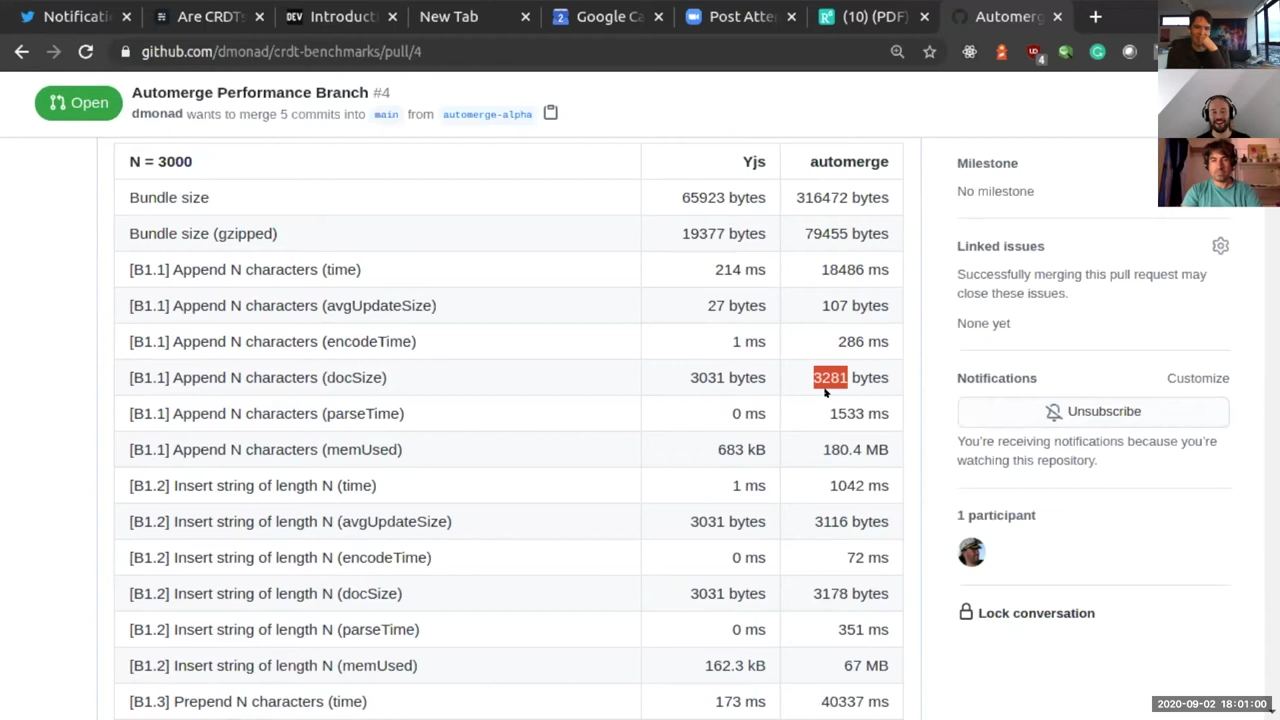 Notificati
Are CRDTs
DEV Introducti
New Tab
2 Google Ca
Post Atte
(10) (PDF)
Automerg
github.com/dmonad/crdt-benchmarks/pull/4
4
Open
Automerge Performance Branch #4
dmonad wants to merge 5 commits into main from automerge-alpha
N = 3000 Yjs automerge
Bundle size 65923 bytes 316472 bytes
Bundle size (gzipped) 19377 bytes 79455 bytes
[B1.1] Append N characters (time) 214 ms 18486 ms
[B1.1] Append N characters (avgUpdateSize) 27 bytes 107 bytes
[B1.1] Append N characters (encodeTime) 1 ms 286 ms
[B1.1] Append N characters (docSize) 3031 bytes 3281 bytes
[B1.1] Append N characters (parseTime) 0 ms 1533 ms
[B1.1] Append N characters (memUsed) 683 kB 180.4 MB
[B1.2] Insert string of length N (time) 1 ms 1042 ms
[B1.2] Insert string of length N (avgUpdateSize) 3031 bytes 3116 bytes
[B1.2] Insert string of length N (encodeTime) 0 ms 72 ms
[B1.2] Insert string of length N (docSize) 3031 bytes 3178 bytes
[B1.2] Insert string of length N (parseTime) 0 ms 351 ms
[B1.2] Insert string of length N (memUsed) 162.3 kB 67 MB
[B1.3] Prepend N characters (time) 173 ms 40337 ms
Milestone
No milestone
Linked issues
Successfully merging this pull request may
close these issues.
None yet
Notifications Customize
Unsubscribe
You're receiving notifications because you're
watching this repository.
1 participant
Lock conversation
2020-09-02 18:01:00